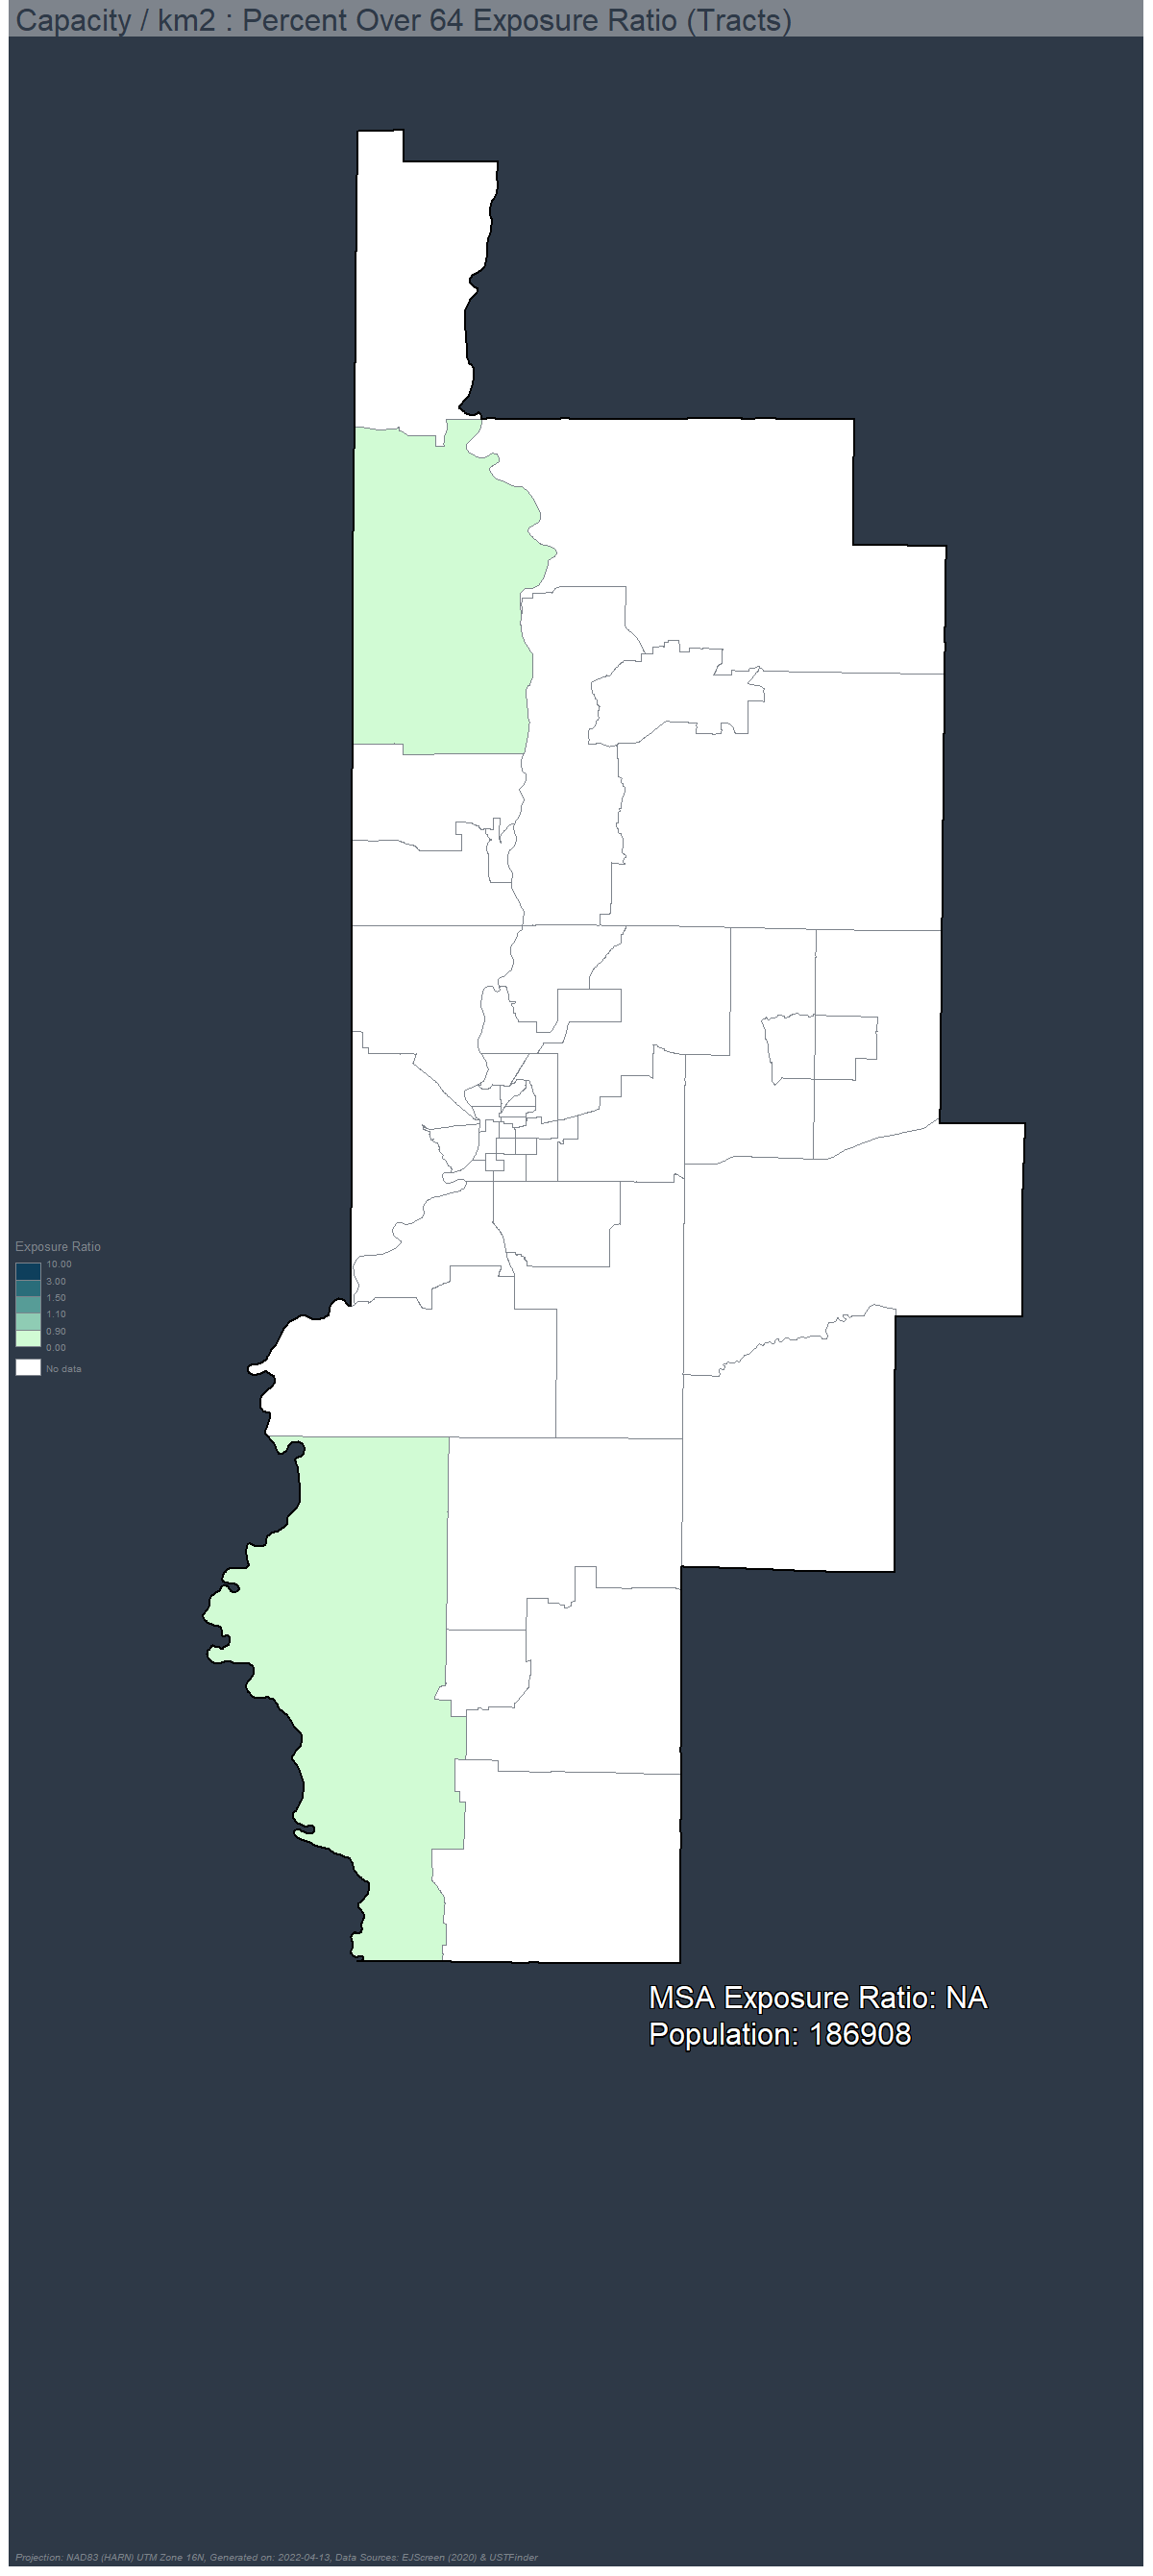 Capacity / km2 : Percent Over 64 Exposure Ratio (Tracts)
Exposure Ratio
10.00
3.00
1.50
1.10
0.90
0.00
No data
MSA Exposure Ratio: NA
Population: 186908
Projection: NAD83 (HARN) UTM Zone 16N, Generated on: 2022-04-13, Data Sources: EJScreen (2020) & USTFinder